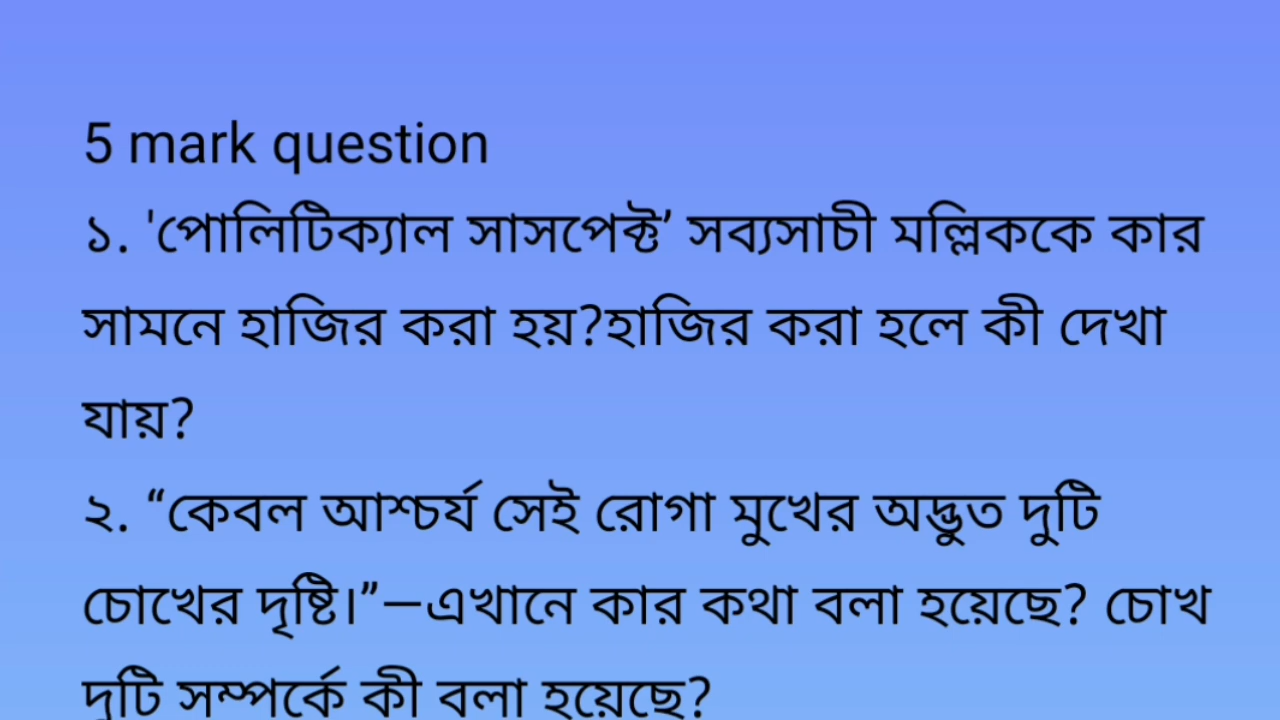 5 mark question
১. 'পোলিটিক্যাল সাসপেক্ট’ সব্যসাচী মল্লিককে কার
সামনে হাজির করা হয়?হাজির করা হলে কী দেখা
যায়?
২. “কেবল আশ্চর্য সেই রোগা মুখের অদ্ভুত দুটি
চোখের দৃষ্টি।”—এখানে কার কথা বলা হয়েছে? চোখ
দুটি সম্পর্কে কী বলা হয়েছে?